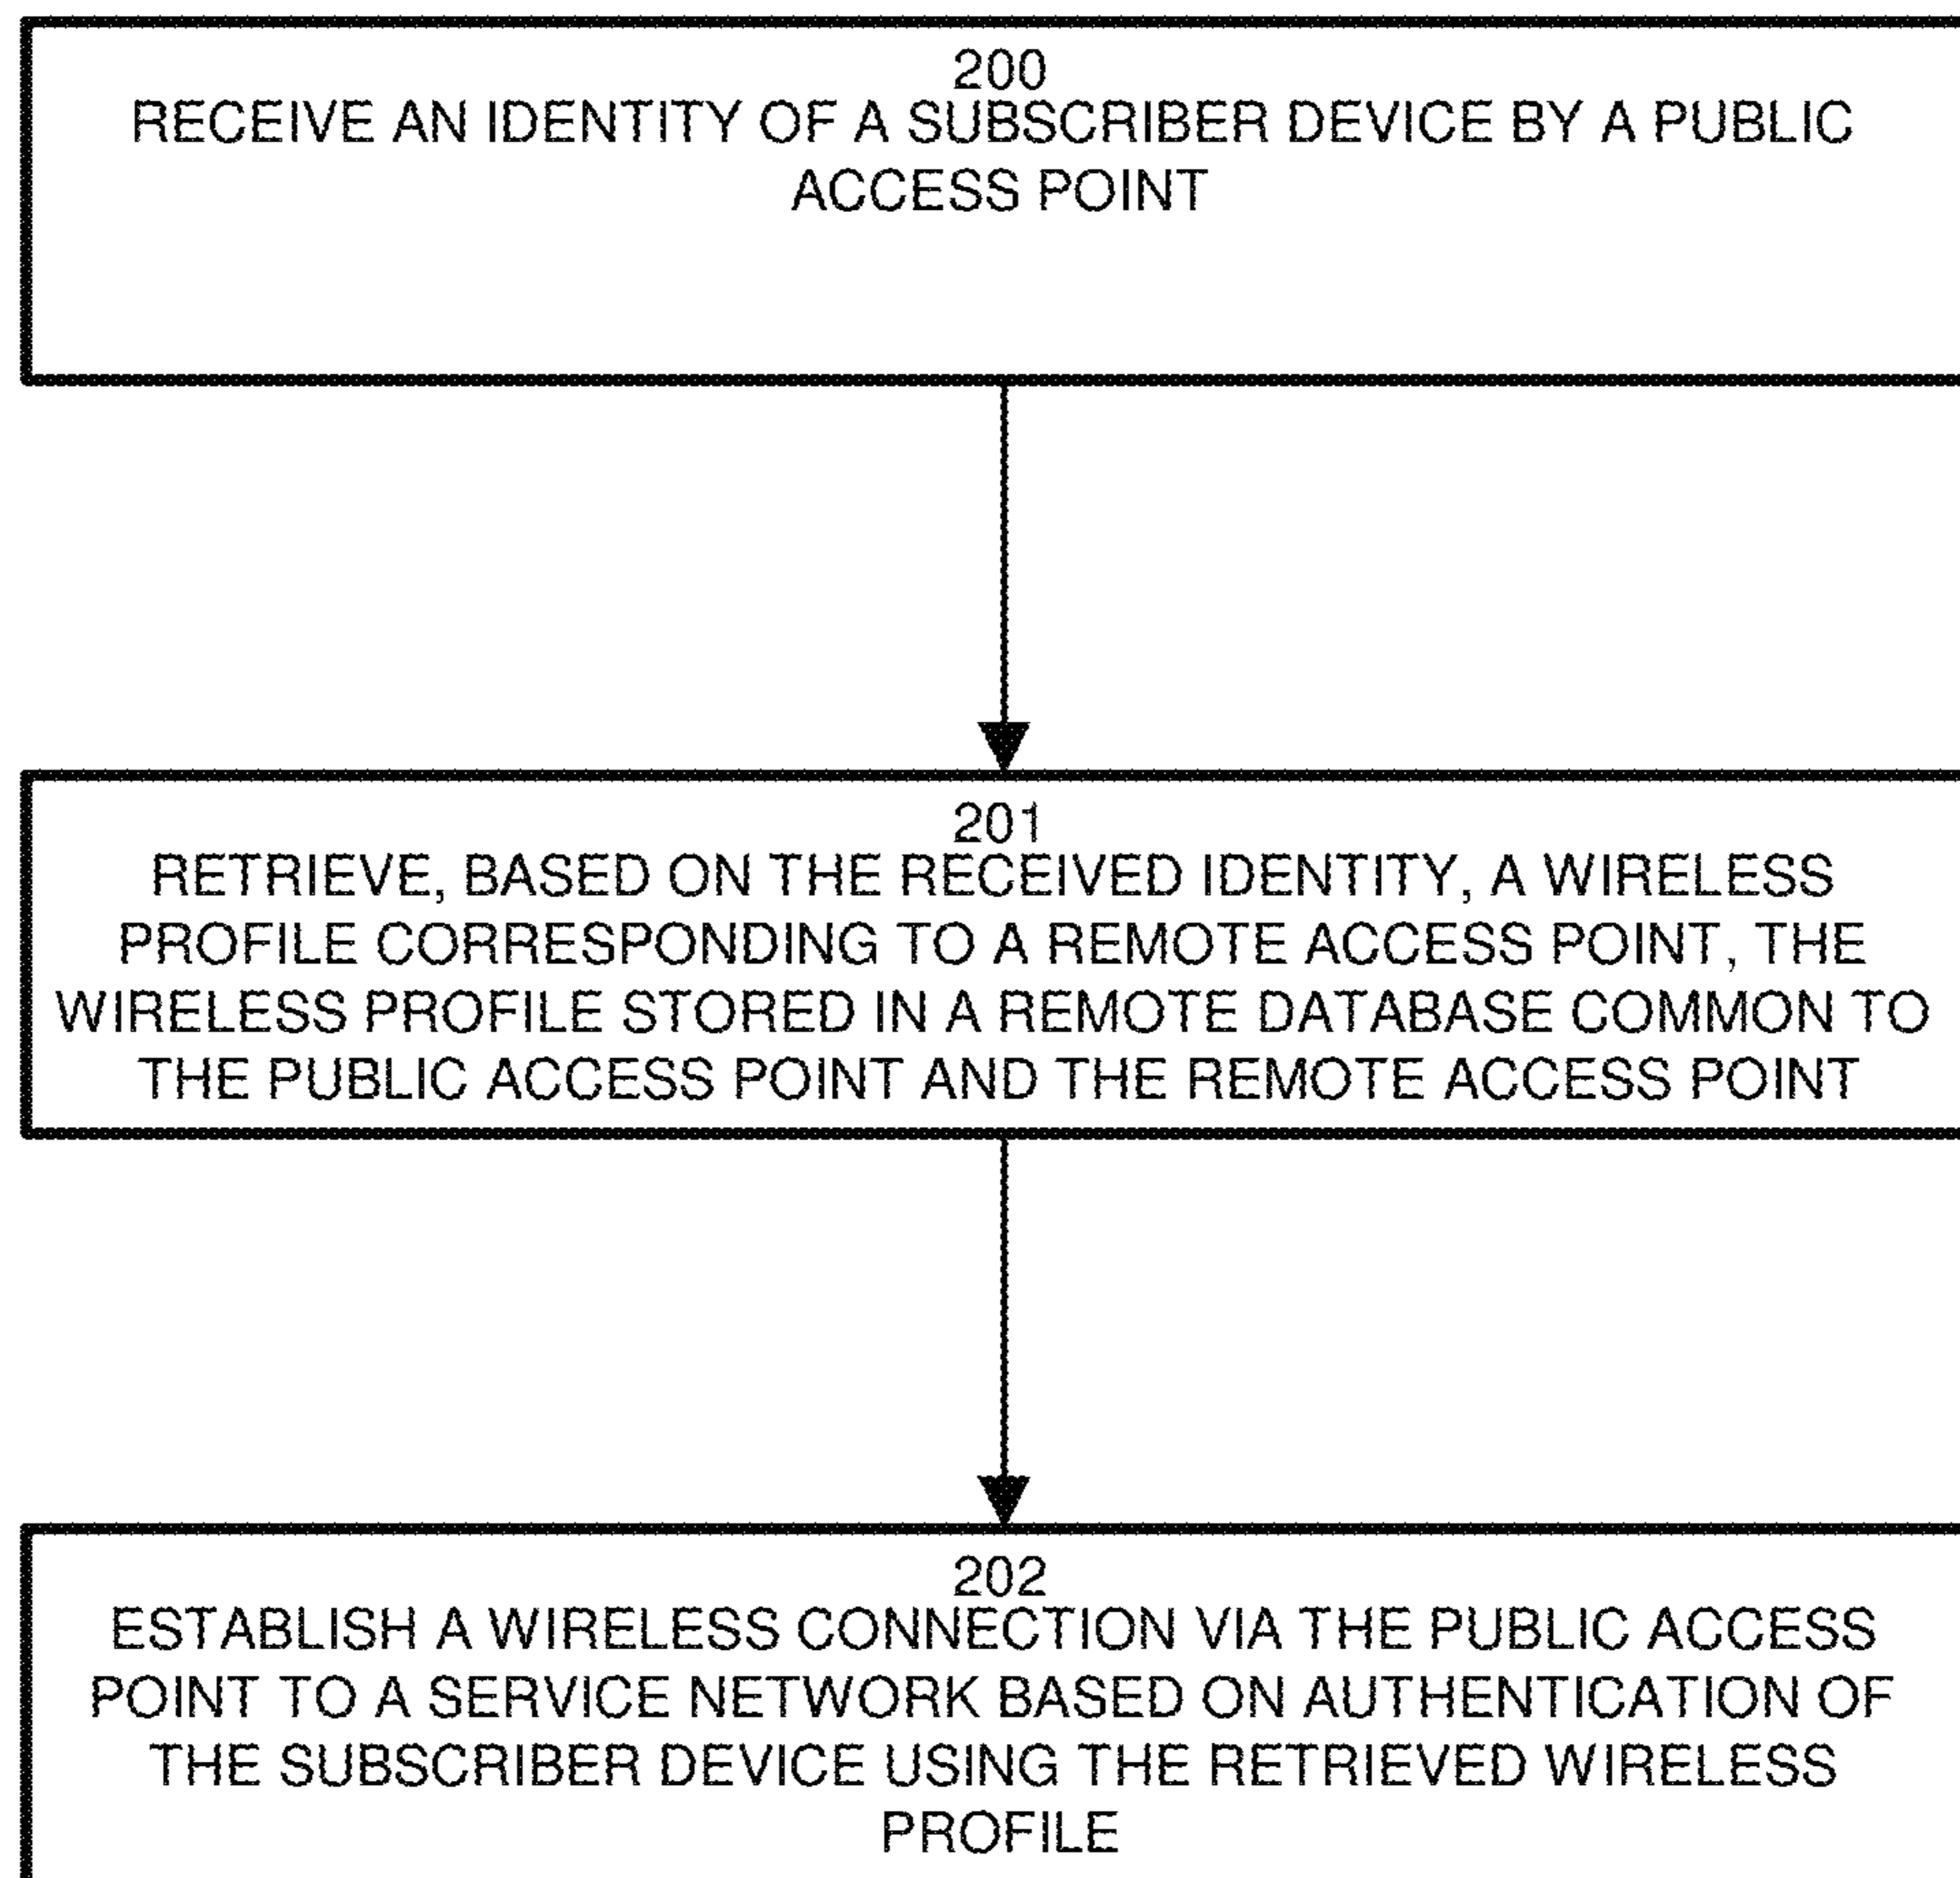 200
RECEIVE AN IDENTITY OF A SUBSCRIBER DEVICE BY A PUBLIC
ACCESS POINT
201
RETRIEVE, BASED ON THE RECEIVED IDENTITY, A WIRELESS
PROFILE CORRESPONDING TO A REMOTE ACCESS POINT, THE
WIRELESS PROFILE STORED IN A REMOTE DATABASE COMMON TO
THE PUBLIC ACCESS POINT AND THE REMOTE ACCESS POINT
202
ESTABLISH A WIRELESS CONNECTION VIA THE PUBLIC ACCESS
POINT TO A SERVICE NETWORK BASED ON AUTHENTICATION OF
THE SUBSCRIBER DEVICE USING THE RETRIEVED WIRELESS
PROFILE